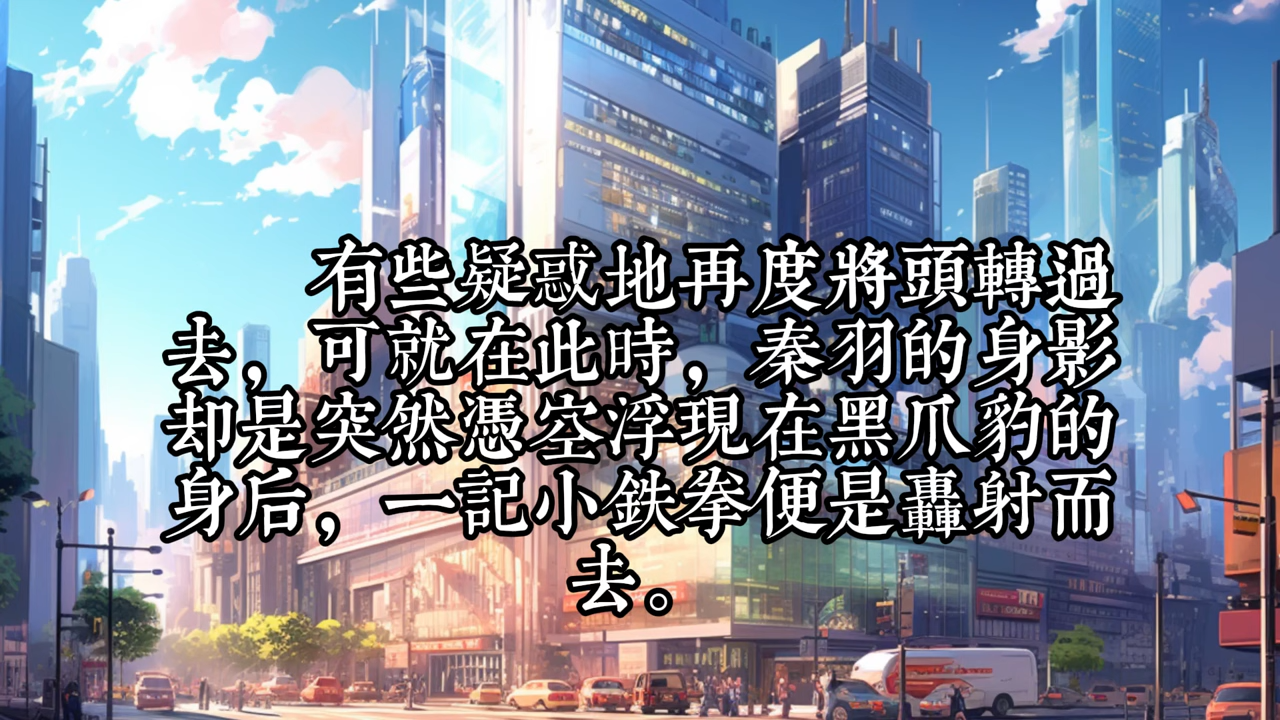 有些疑惑地再度將頭轉過
去，可就在此時，秦羽的身影
却是突然憑空浮現在黑爪豹的
身后，一記小鉄拳便是轟射而
去。